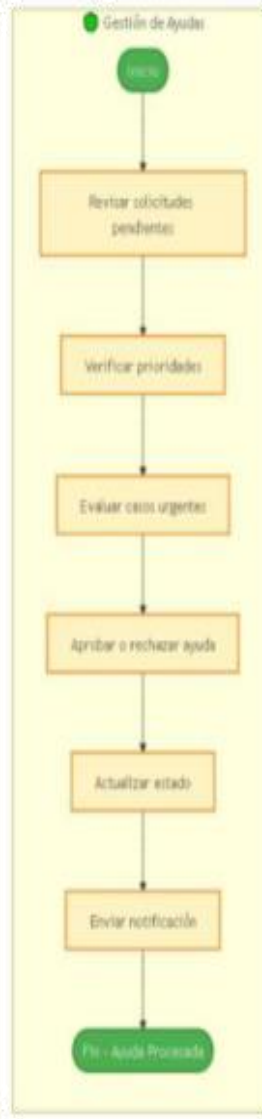 Gestión de Ayudas
Inicio
Revisar solicitudes
pendientes
Verificar prioridades
Evaluar casos urgentes
Aprobar o rechazar ayuda
Actualizar estado
Enviar notificación
Fin - Ayuda Procesada